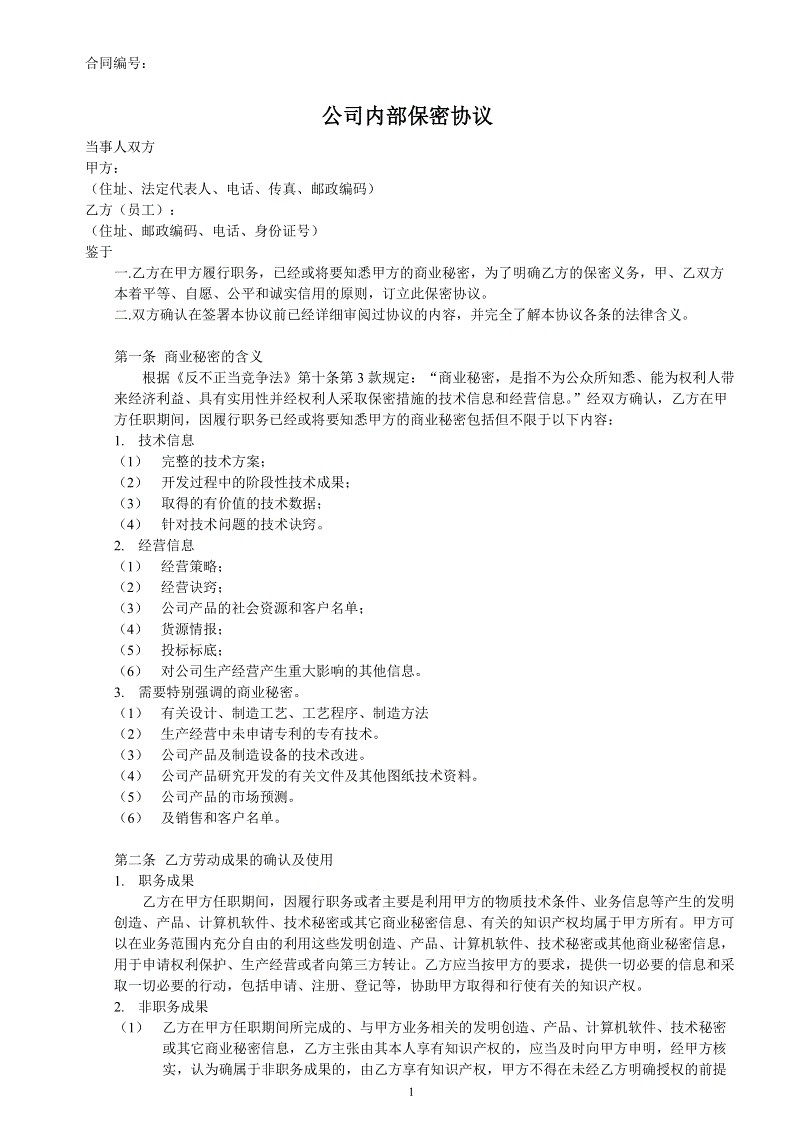 合同编号：
公司内部保密协议
当事人双方
甲方：
（住址、法定代表人、电话、传真、邮政编码）
乙方（员工）：
（住址、邮政编码、电话、身份证号）
鉴于
一.乙方在甲方履行职务，已经或将要知悉甲方的商业秘密，为了明确乙方的保密义务，甲、乙双方
本着平等、自愿、公平和诚实信用的原则，订立此保密协议。
二.双方确认在签署本协议前已经详细审阅过协议的内容，并完全了解本协议各条的法律含义。
第一条 商业秘密的含义
根据《反不正当竞争法》第十条第 3 款规定：“商业秘密，是指不为公众所知悉、能为权利人带
来经济利益、具有实用性并经权利人采取保密措施的技术信息和经营信息。”经双方确认，乙方在甲
方任职期间，因履行职务已经或将要知悉甲方的商业秘密包括但不限于以下内容：
1. 技术信息
（1） 完整的技术方案；
（2） 开发过程中的阶段性技术成果；
（3） 取得的有价值的技术数据；
（4） 针对技术问题的技术诀窍。
2. 经营信息
（1） 经营策略；
（2） 经营诀窍；
（3） 公司产品的社会资源和客户名单；
（4） 货源情报；
（5） 投标标底；
（6） 对公司生产经营产生重大影响的其他信息。
3. 需要特别强调的商业秘密。
（1） 有关设计、制造工艺、工艺程序、制造方法
（2） 生产经营中未申请专利的专有技术。
（3） 公司产品及制造设备的技术改进。
（4） 公司产品研究开发的有关文件及其他图纸技术资料。
（5） 公司产品的市场预测。
（6） 及销售和客户名单。
第二条 乙方劳动成果的确认及使用
1. 职务成果
乙方在甲方任职期间，因履行职务或者主要是利用甲方的物质技术条件、业务信息等产生的发明
创造、产品、计算机软件、技术秘密或其它商业秘密信息、有关的知识产权均属于甲方所有。甲方可
以在业务范围内充分自由的利用这些发明创造、产品、计算机软件、技术秘密或其他商业秘密信息，
用于申请权利保护、生产经营或者向第三方转让。乙方应当按甲方的要求，提供一切必要的信息和采
取一切必要的行动，包括申请、注册、登记等，协助甲方取得和行使有关的知识产权。
2. 非职务成果
（1） 乙方在甲方任职期间所完成的、与甲方业务相关的发明创造、产品、计算机软件、技术秘密
或其它商业秘密信息，乙方主张由其本人享有知识产权的，应当及时向甲方申明，经甲方核
实，认为确属于非职务成果的，由乙方享有知识产权，甲方不得在未经乙方明确授权的前提
1